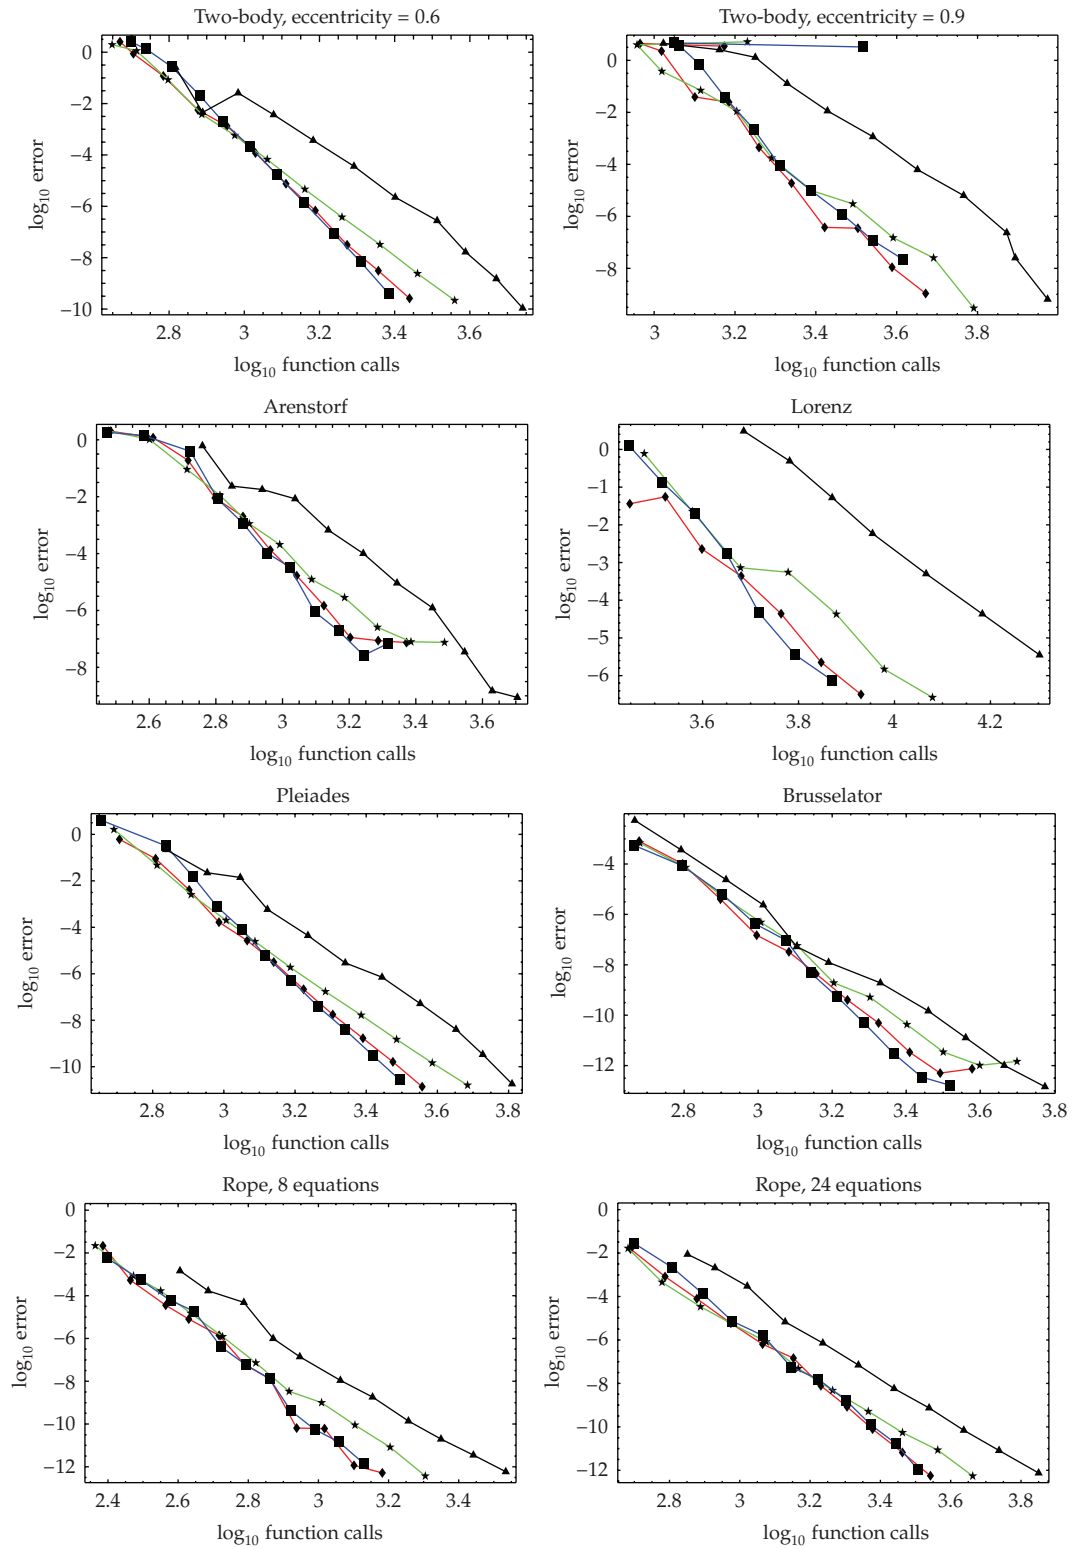 Two-body, eccentricity = 0.6
0
−2
−4
−6
−8
−10
log₁₀ error
2.8 3 3.2 3.4 3.6
log₁₀ function calls
Two-body, eccentricity = 0.9
0
−2
−4
−6
−8
log₁₀ error
3 3.2 3.4 3.6 3.8
log₁₀ function calls
Arenstorf
0
−2
−4
−6
−8
log₁₀ error
2.6 2.8 3 3.2 3.4 3.6
log₁₀ function calls
Lorenz
0
−1
−2
−3
−4
−5
−6
log₁₀ error
3.6 3.8 4 4.2
log₁₀ function calls
Pleiades
0
−2
−4
−6
−8
−10
log₁₀ error
2.8 3 3.2 3.4 3.6 3.8
log₁₀ function calls
Brusselator
−4
−6
−8
−10
−12
log₁₀ error
2.8 3 3.2 3.4 3.6 3.8
log₁₀ function calls
Rope, 8 equations
0
−2
−4
−6
−8
−10
−12
log₁₀ error
2.4 2.6 2.8 3 3.2 3.4
log₁₀ function calls
Rope, 24 equations
0
−2
−4
−6
−8
−10
−12
log₁₀ error
2.8 3 3.2 3.4 3.6 3.8
log₁₀ function calls